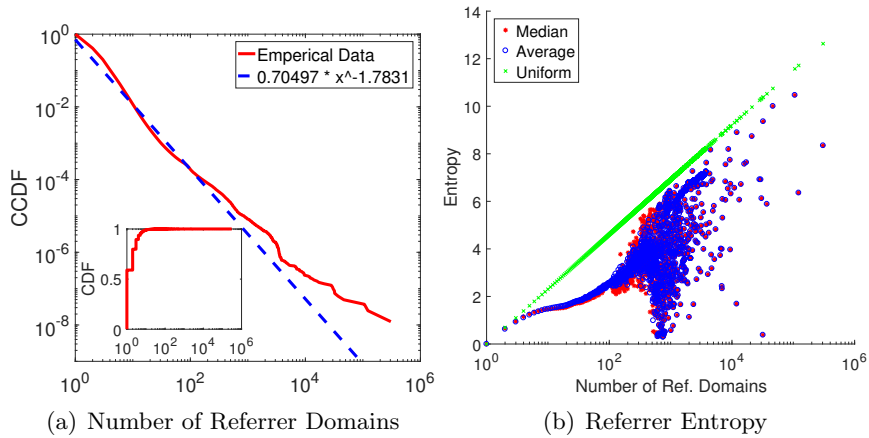 10^0
10^-2
10^-4
10^-6
10^-8
CCDF
Emperical Data
0.70497 * x^-1.7831
1
0.5
0
CDF
10^0 10^2 10^4 10^6
10^0 10^2 10^4 10^6
(a) Number of Referrer Domains
14
12
10
8
6
4
2
0
Entropy
Median
Average
Uniform
10^0 10^2 10^4 10^6
Number of Ref. Domains
(b) Referrer Entropy